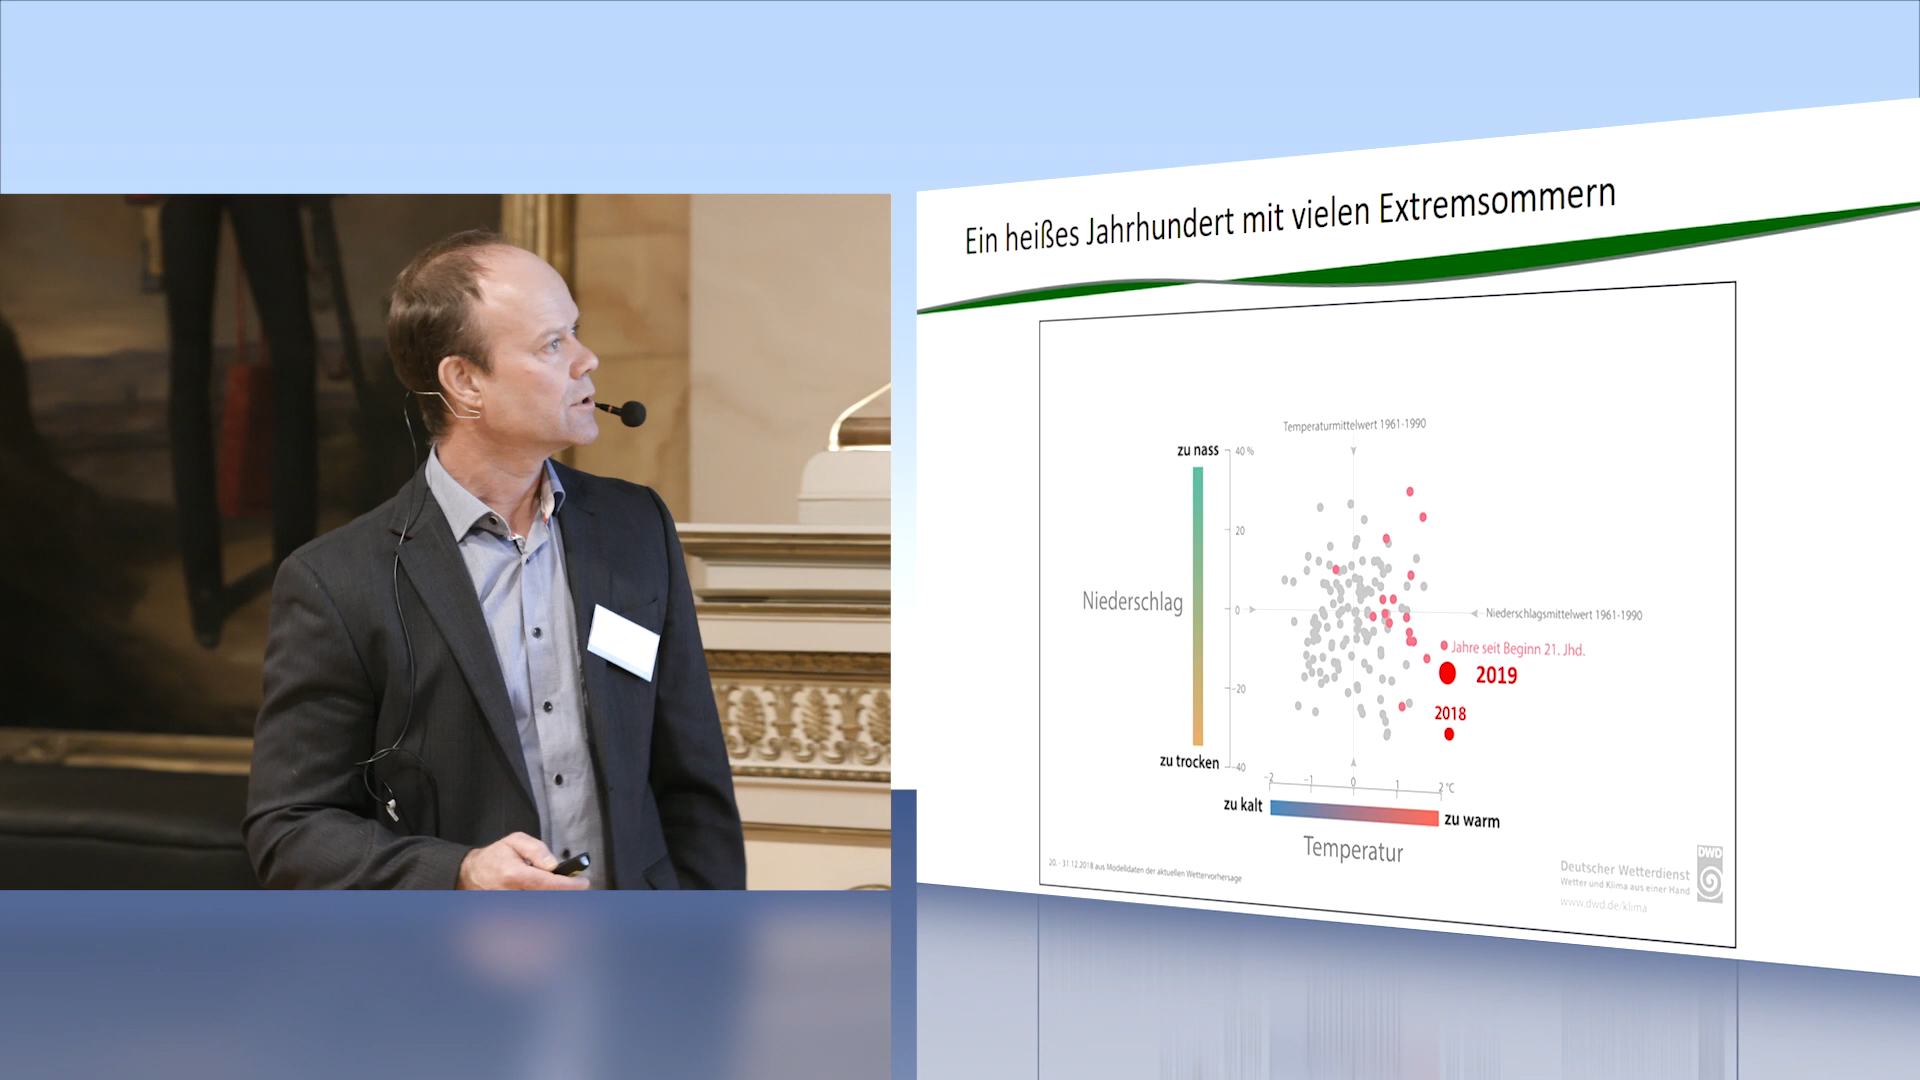 Ein heißes Jahrhundert mit vielen Extremsommern
Temperaturmittelwert 1961-1990
zu nass
40 %
20
Niederschlag
0
Niederschlagsmittelwert 1961-1990
Jahre seit Beginn 21. Jhd.
2019
-20
2018
zu trocken
-40
-2 -1 0 1 2 °C
zu kalt
zu warm
Temperatur
20. - 31.12.2018 aus Modelldaten der aktuellen Wettervorhersage
DWD
Deutscher Wetterdienst
Wetter und Klima aus einer Hand
www.dwd.de/klima